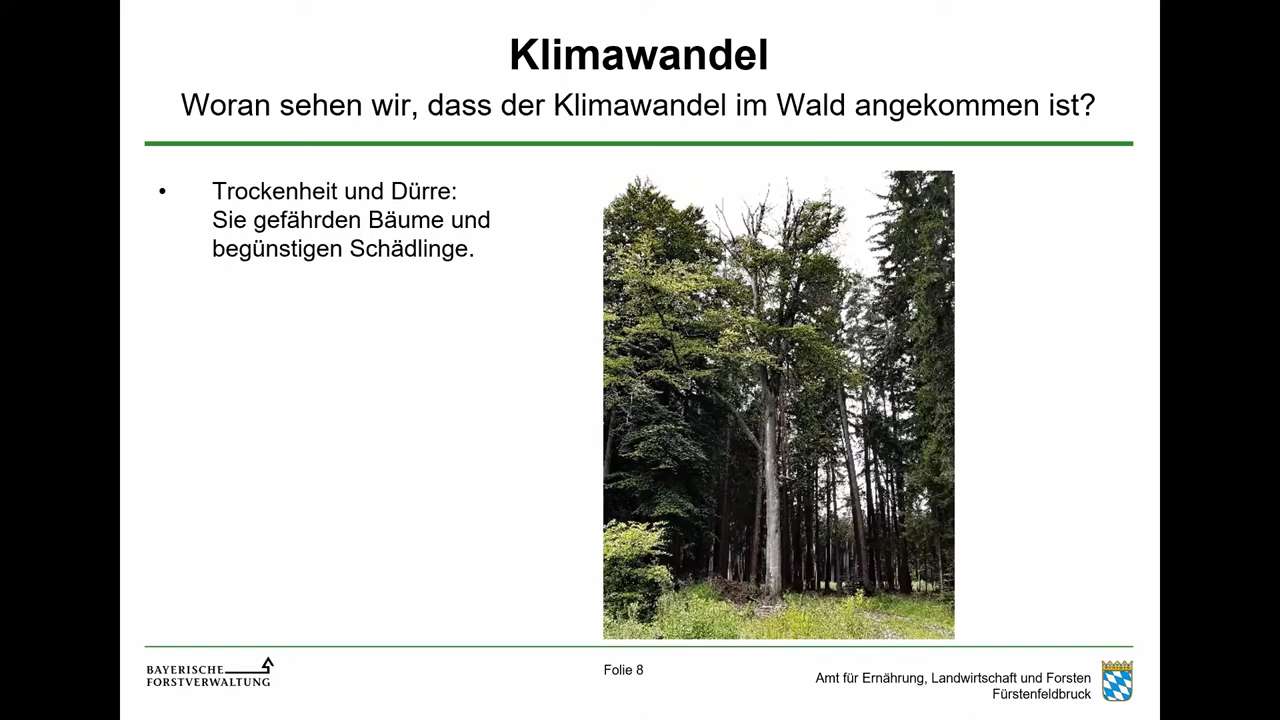 Klimawandel
Woran sehen wir, dass der Klimawandel im Wald angekommen ist?
• Trockenheit und Dürre:
Sie gefährden Bäume und
begünstigen Schädlinge.
BAYERISCHE
FORSTVERWALTUNG
Folie 8
Amt für Ernährung, Landwirtschaft und Forsten
Fürstenfeldbruck